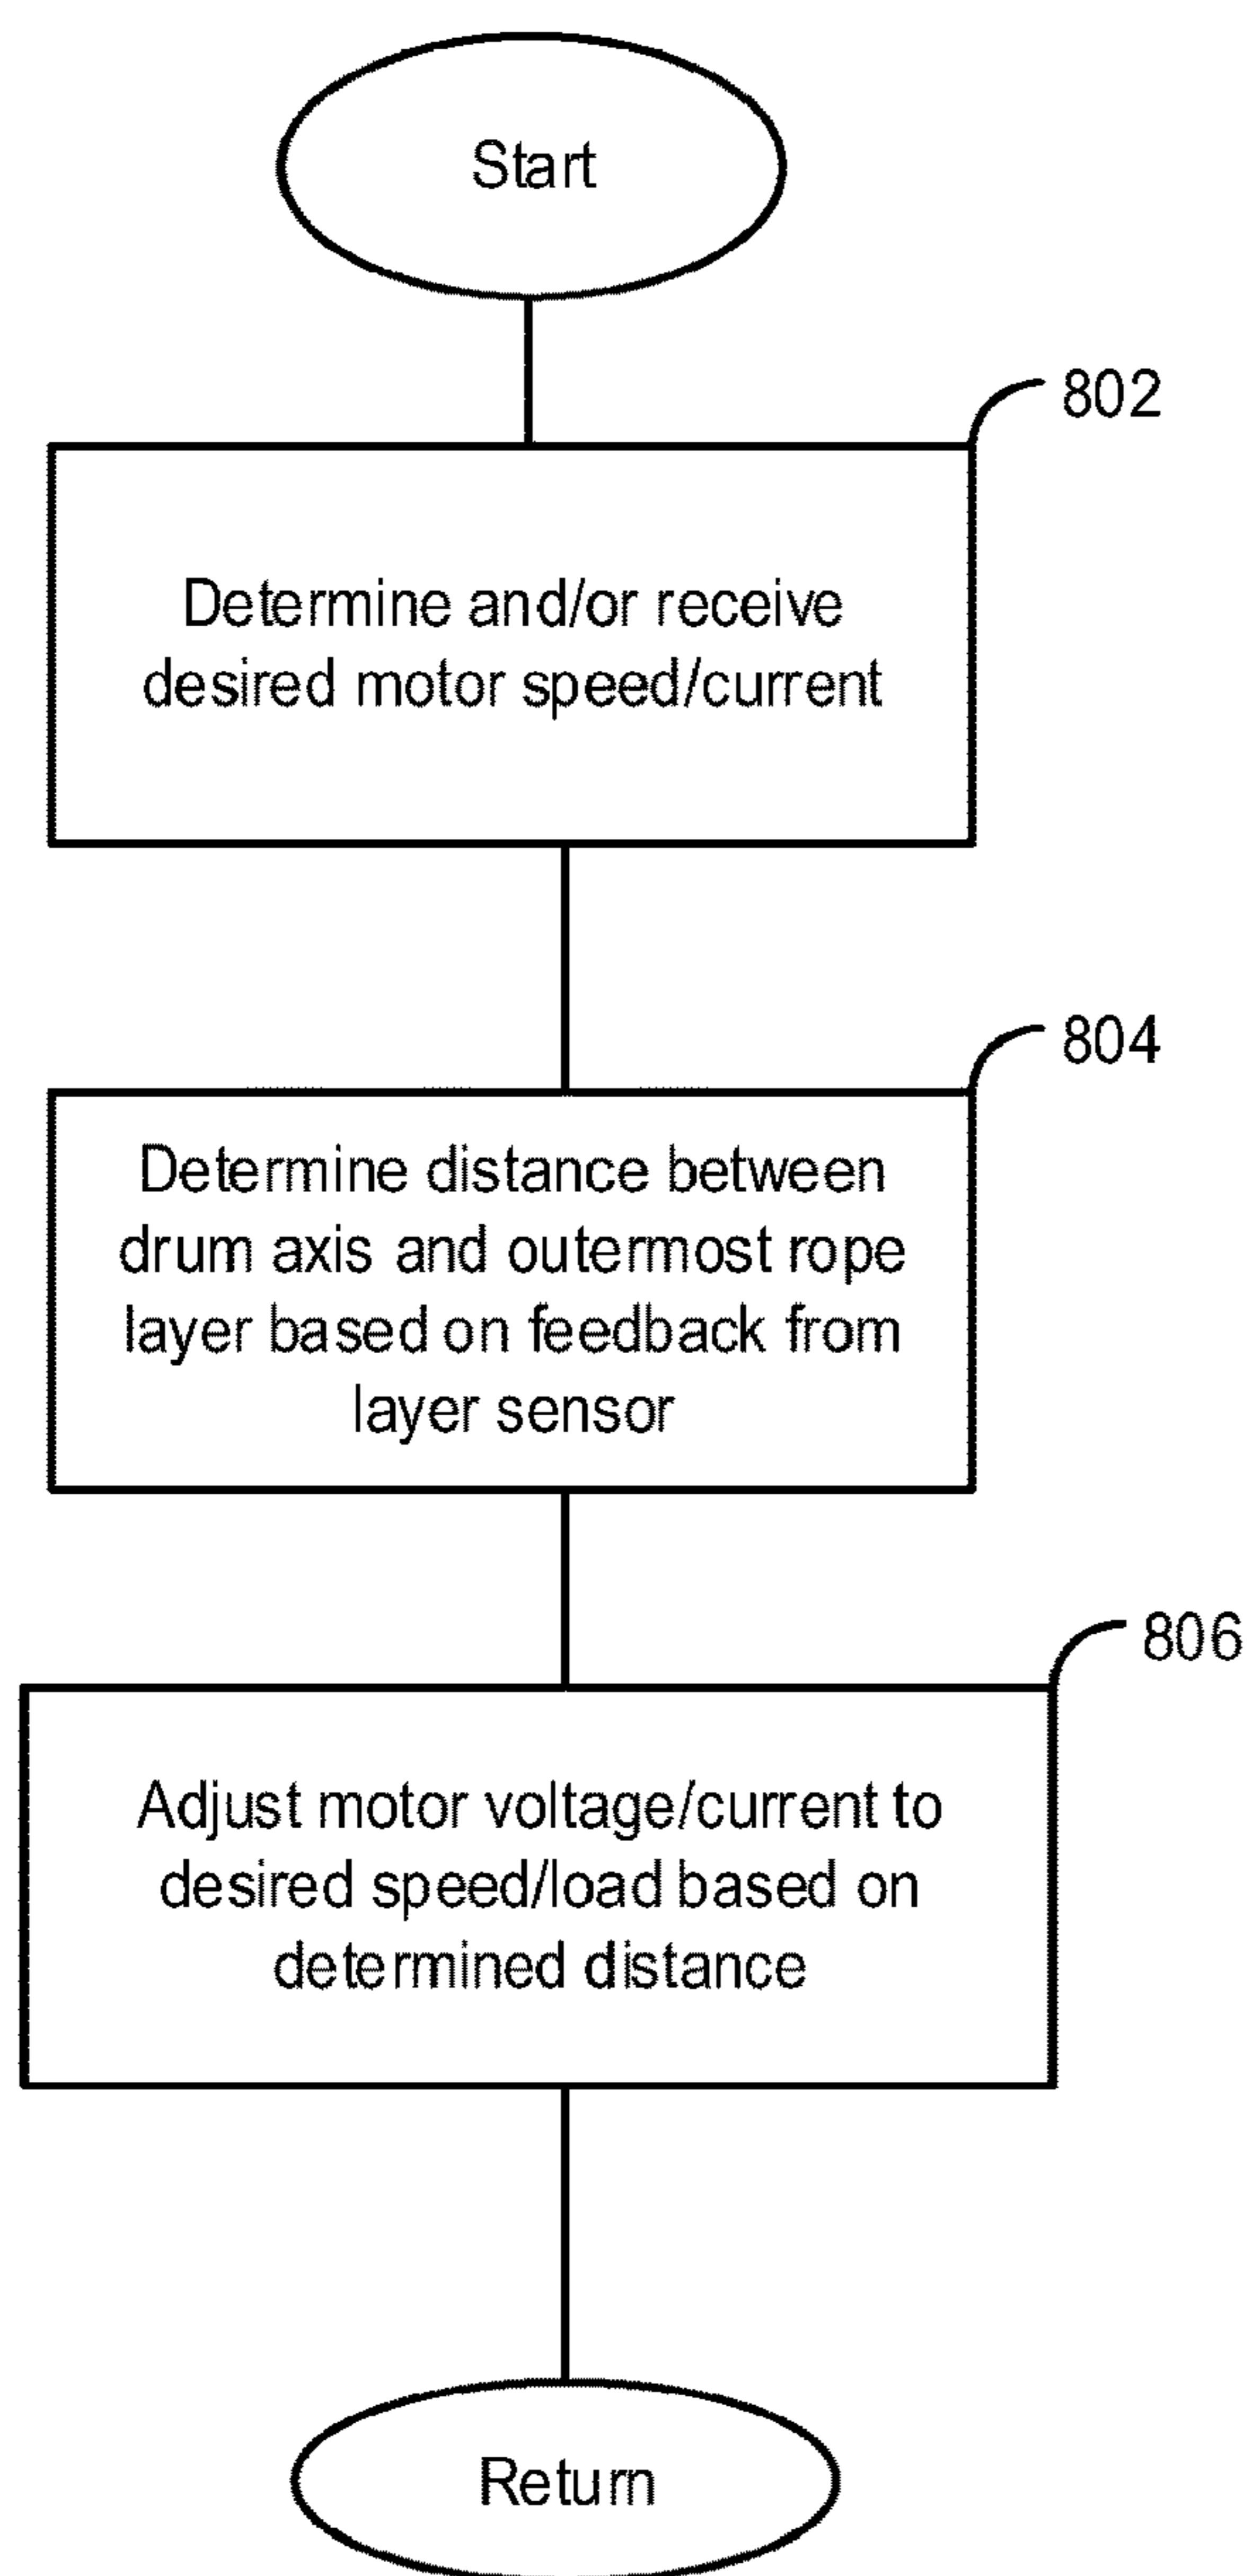 Start
802
Determine and/or receive
desired motor speed/current
804
Determine distance between
drum axis and outermost rope
layer based on feedback from
layer sensor
806
Adjust motor voltage/current to
desired speed/load based on
determined distance
Return